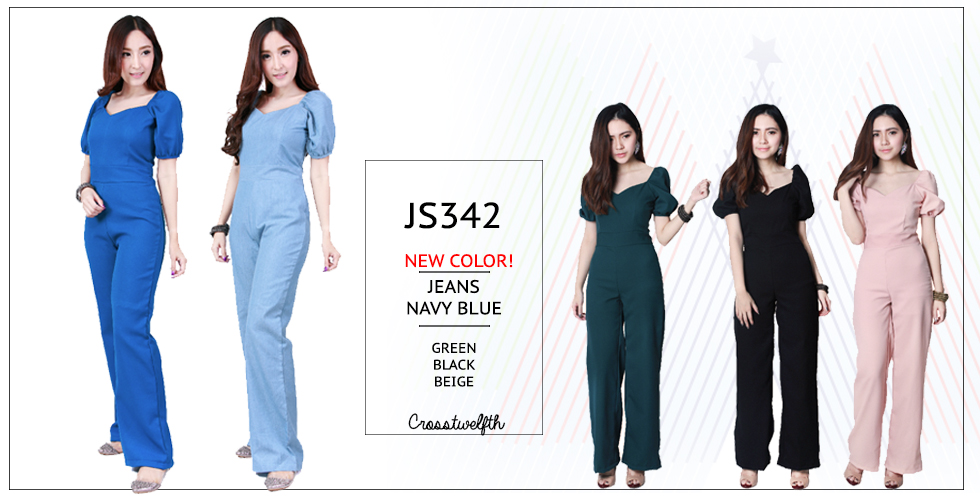 JS342
NEW COLOR!
JEANS
NAVY BLUE
GREEN
BLACK
BEIGE
Crosstwelfth